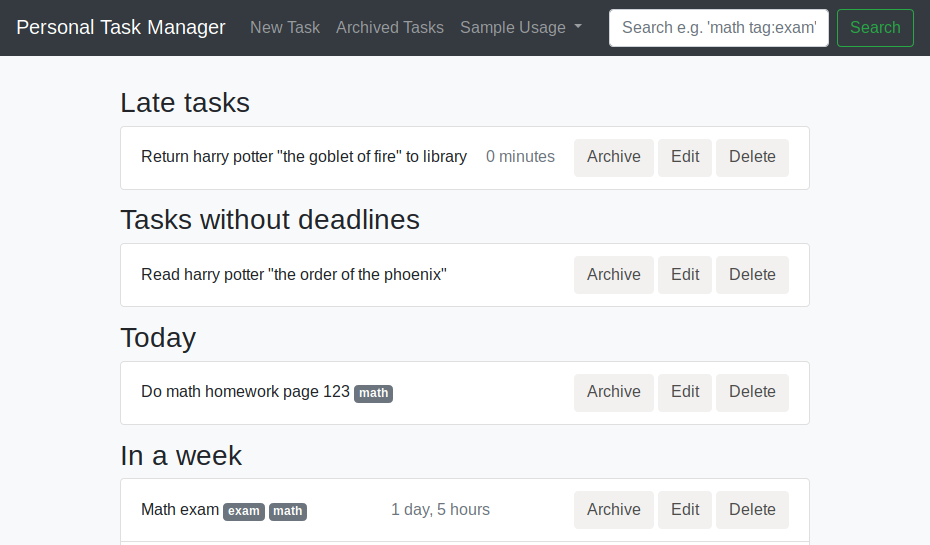 Personal Task Manager New Task Archived Tasks Sample Usage Search e.g. 'math tag:exam' Search
Late tasks
Return harry potter "the goblet of fire" to library 0 minutes Archive Edit Delete
Tasks without deadlines
Read harry potter "the order of the phoenix" Archive Edit Delete
Today
Do math homework page 123 math Archive Edit Delete
In a week
Math exam exam math 1 day, 5 hours Archive Edit Delete